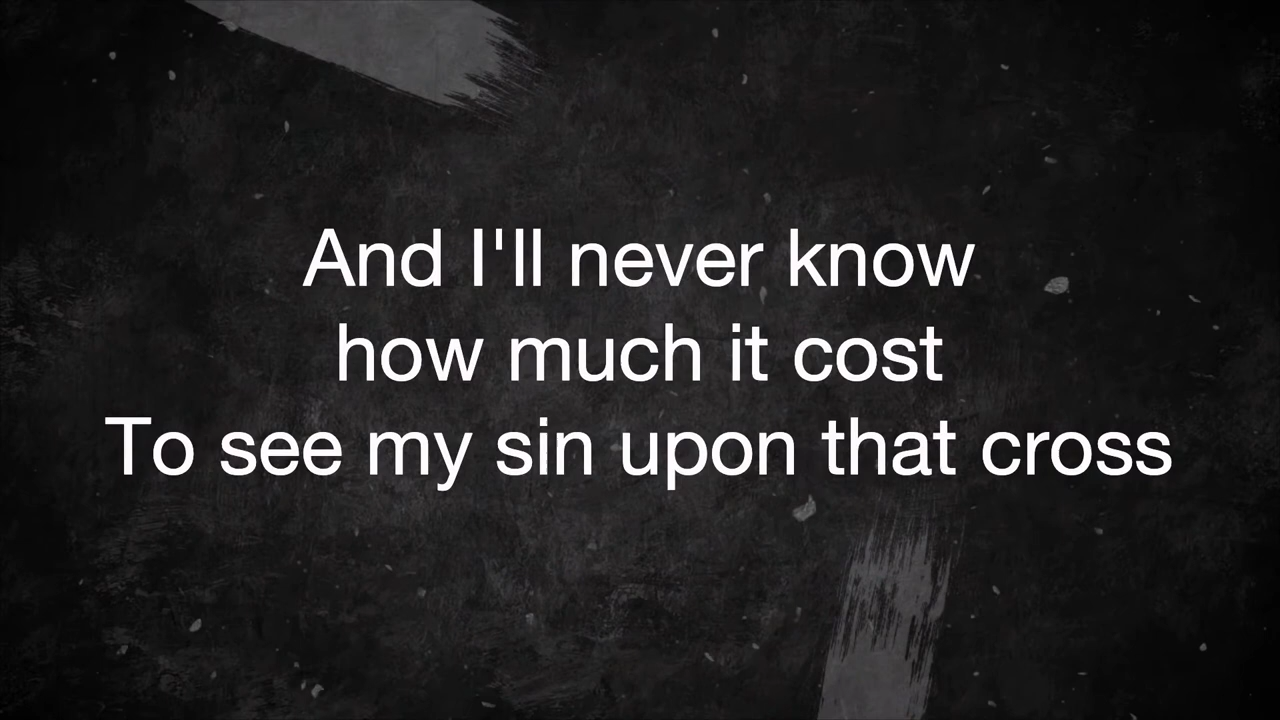 And I'll never know
how much it cost
To see my sin upon that cross